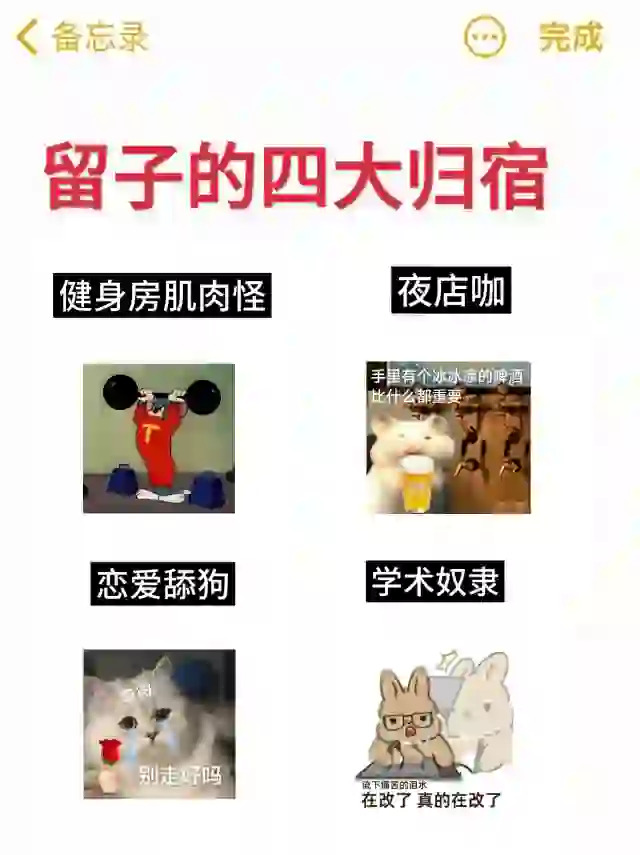 备忘录
完成
留子的四大归宿
健身房肌肉怪
夜店咖
T
手里有个冰冰凉的啤酒
比什么都重要
恋爱舔狗
学术奴隶
别走好吗
流下痛苦的泪水
在改了 真的在改了